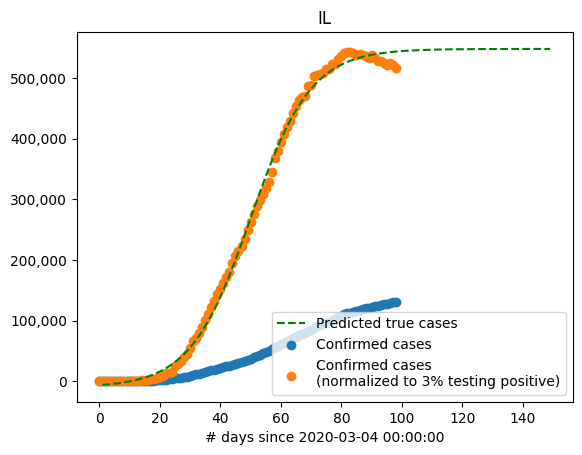 IL
500,000
400,000
300,000
200,000
100,000
0
Predicted true cases
Confirmed cases
Confirmed cases
(normalized to 3% testing positive)
0 20 40 60 80 100 120 140
# days since 2020-03-04 00:00:00